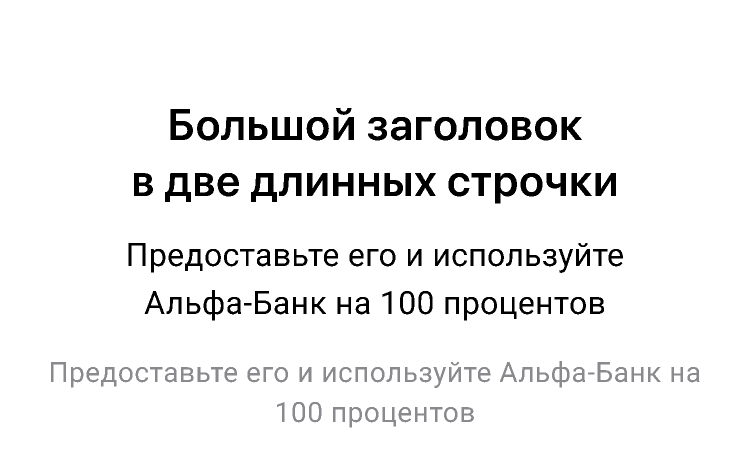 Большой заголовок
в две длинных строчки
Предоставьте его и используйте
Альфа-Банк на 100 процентов
Предоставьте его и используйте Альфа-Банк на
100 процентов